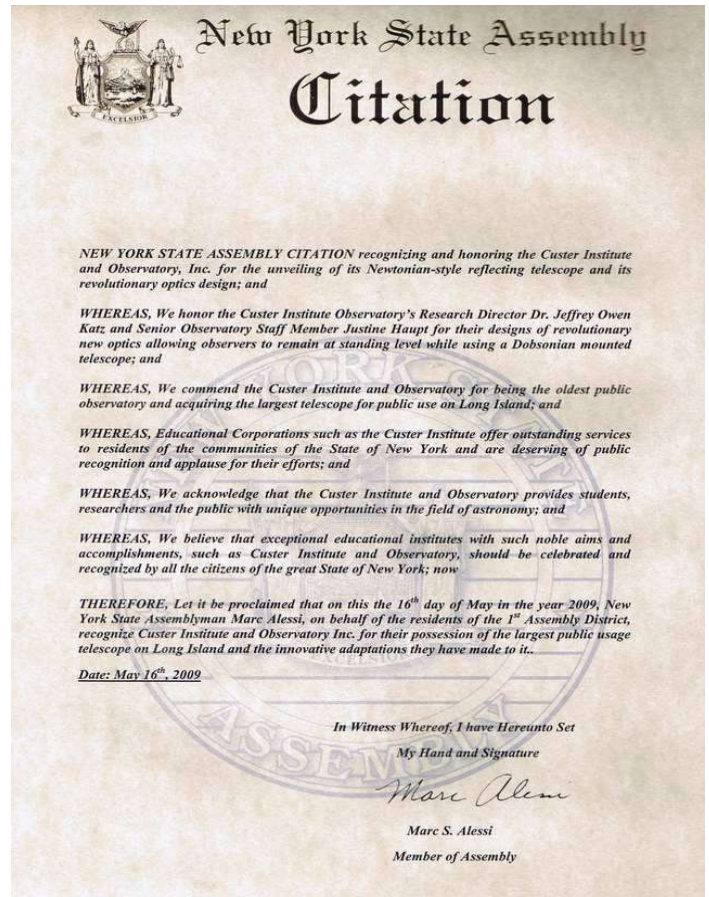 New York State Assembly
Citation
EXCELSIOR
NEW YORK STATE ASSEMBLY CITATION recognizing and honoring the Custer Institute
and Observatory, Inc. for the unveiling of its Newtonian-style reflecting telescope and its
revolutionary optics design; and
WHEREAS, We honor the Custer Institute Observatory's Research Director Dr. Jeffrey Owen
Katz and Senior Observatory Staff Member Justine Haupt for their designs of revolutionary
new optics allowing observers to remain at standing level while using a Dobsonian mounted
telescope; and
WHEREAS, We commend the Custer Institute and Observatory for being the oldest public
observatory and acquiring the largest telescope for public use on Long Island; and
WHEREAS, Educational Corporations such as the Custer Institute offer outstanding services
to residents of the communities of the State of New York and are deserving of public
recognition and applause for their efforts; and
WHEREAS, We acknowledge that the Custer Institute and Observatory provides students,
researchers and the public with unique opportunities in the field of astronomy; and
WHEREAS, We believe that exceptional educational institutes with such noble aims and
accomplishments, such as Custer Institute and Observatory, should be celebrated and
recognized by all the citizens of the great State of New York; now
THEREFORE, Let it be proclaimed that on this the 16th day of May in the year 2009, New
York State Assemblyman Marc Alessi, on behalf of the residents of the 1st Assembly District,
recognize Custer Institute and Observatory Inc. for their possession of the largest public usage
telescope on Long Island and the innovative adaptations they have made to it..
Date: May 16th, 2009
NEW YORK STATE
EXCELSIOR
ASSEMBLY
In Witness Whereof, I have Hereunto Set
My Hand and Signature
Marc Alessi
Marc S. Alessi
Member of Assembly